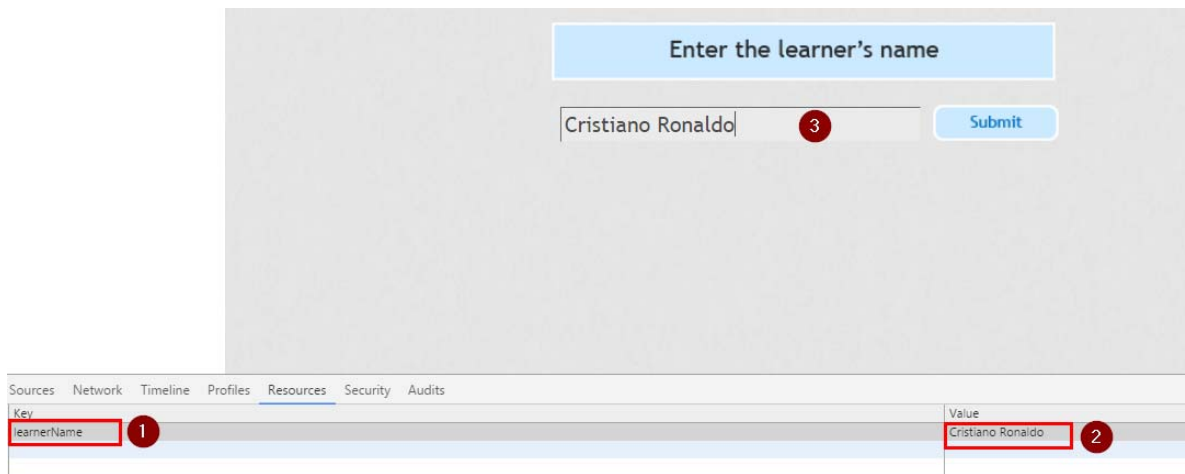 Enter the learner’s name
Cristiano Ronaldo 3 Submit
Sources Network Timeline Profiles Resources Security Audits
Key Value
learnerName 1 Cristiano Ronaldo 2